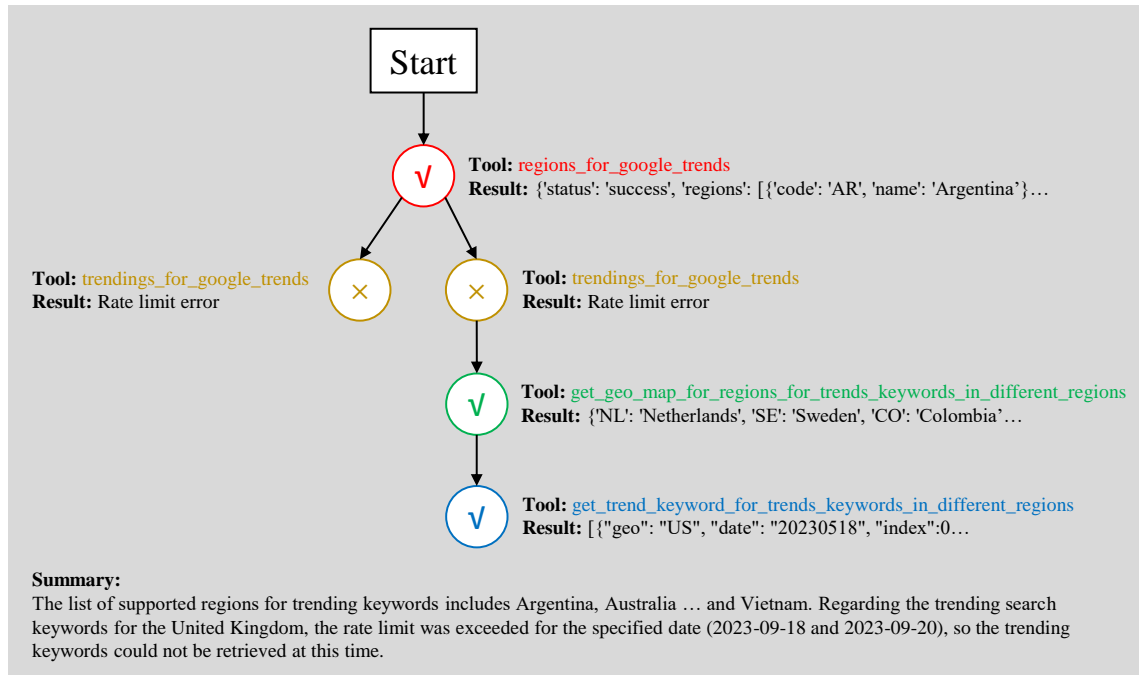 Start
√
Tool: regions_for_google_trends
Result: {'status': 'success', 'regions': [{'code': 'AR', 'name': 'Argentina’}…
Tool: trendings_for_google_trends
Result: Rate limit error
×
×
Tool: trendings_for_google_trends
Result: Rate limit error
√
Tool: get_geo_map_for_regions_for_trends_keywords_in_different_regions
Result: {'NL': 'Netherlands', 'SE': 'Sweden', 'CO': 'Colombia’…
√
Tool: get_trend_keyword_for_trends_keywords_in_different_regions
Result: [{"geo": "US", "date": "20230518", "index":0…
Summary:
The list of supported regions for trending keywords includes Argentina, Australia … and Vietnam. Regarding the trending search
keywords for the United Kingdom, the rate limit was exceeded for the specified date (2023-09-18 and 2023-09-20), so the trending
keywords could not be retrieved at this time.